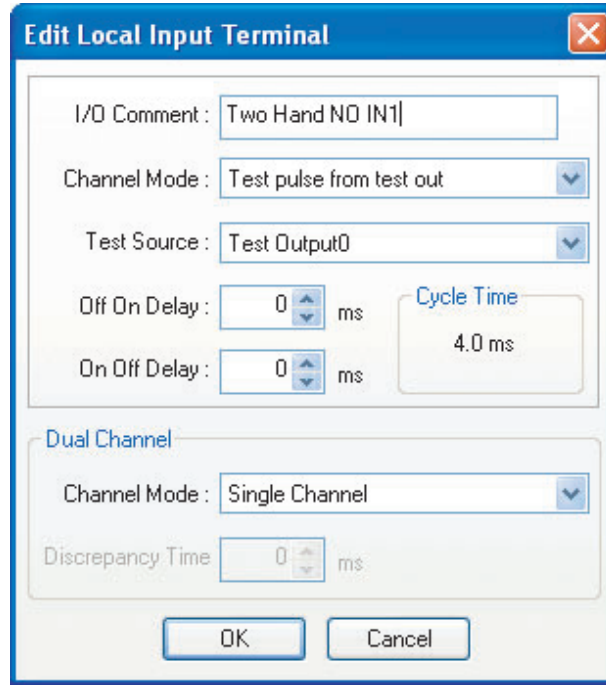 Edit Local Input Terminal
I/O Comment : Two Hand NO IN1
Channel Mode : Test pulse from test out
Test Source : Test Output0
Off On Delay : 0 ms
Cycle Time
4.0 ms
On Off Delay : 0 ms
Dual Channel
Channel Mode : Single Channel
Discrepancy Time 0 ms
OK Cancel